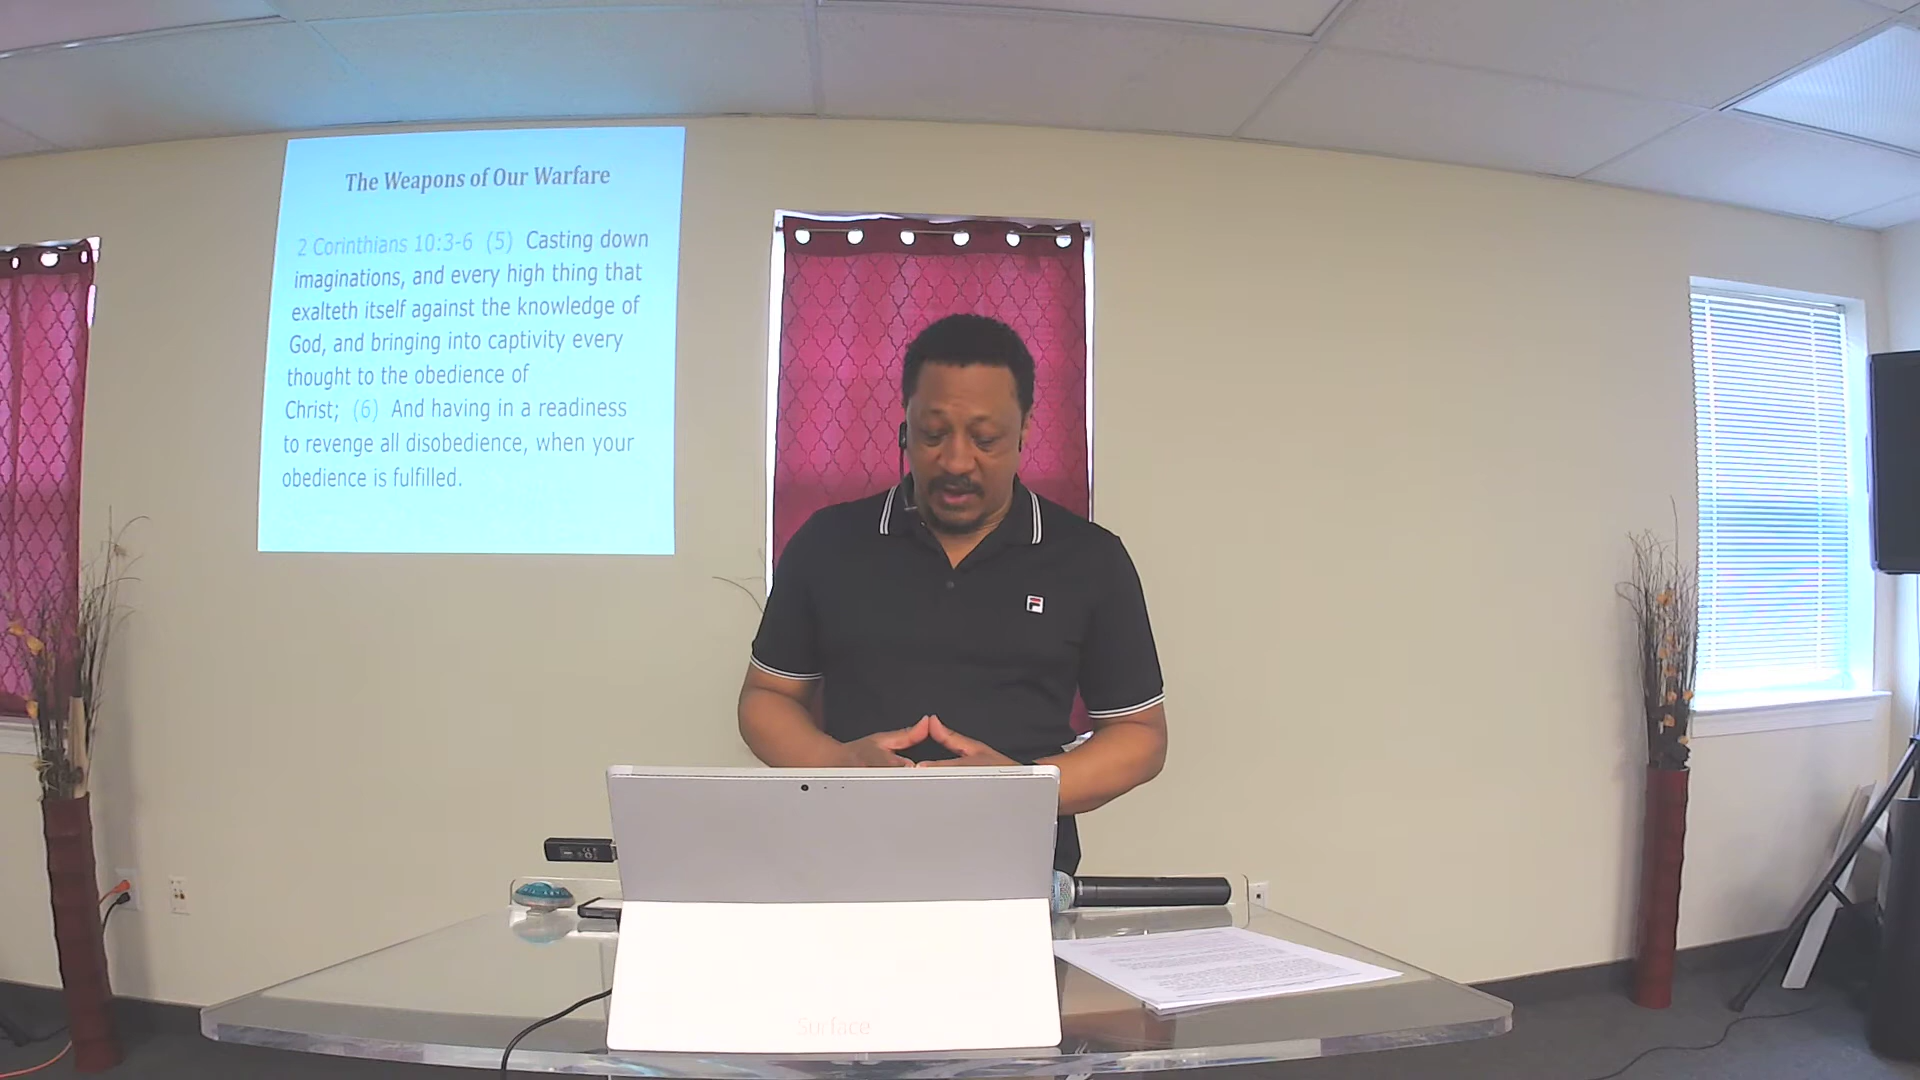 The Weapons of Our Warfare
2 Corinthians 10:3-6 (5) Casting down
imaginations, and every high thing that
exalteth itself against the knowledge of
God, and bringing into captivity every
thought to the obedience of
Christ; (6) And having in a readiness
to revenge all disobedience, when your
obedience is fulfilled.
Surface